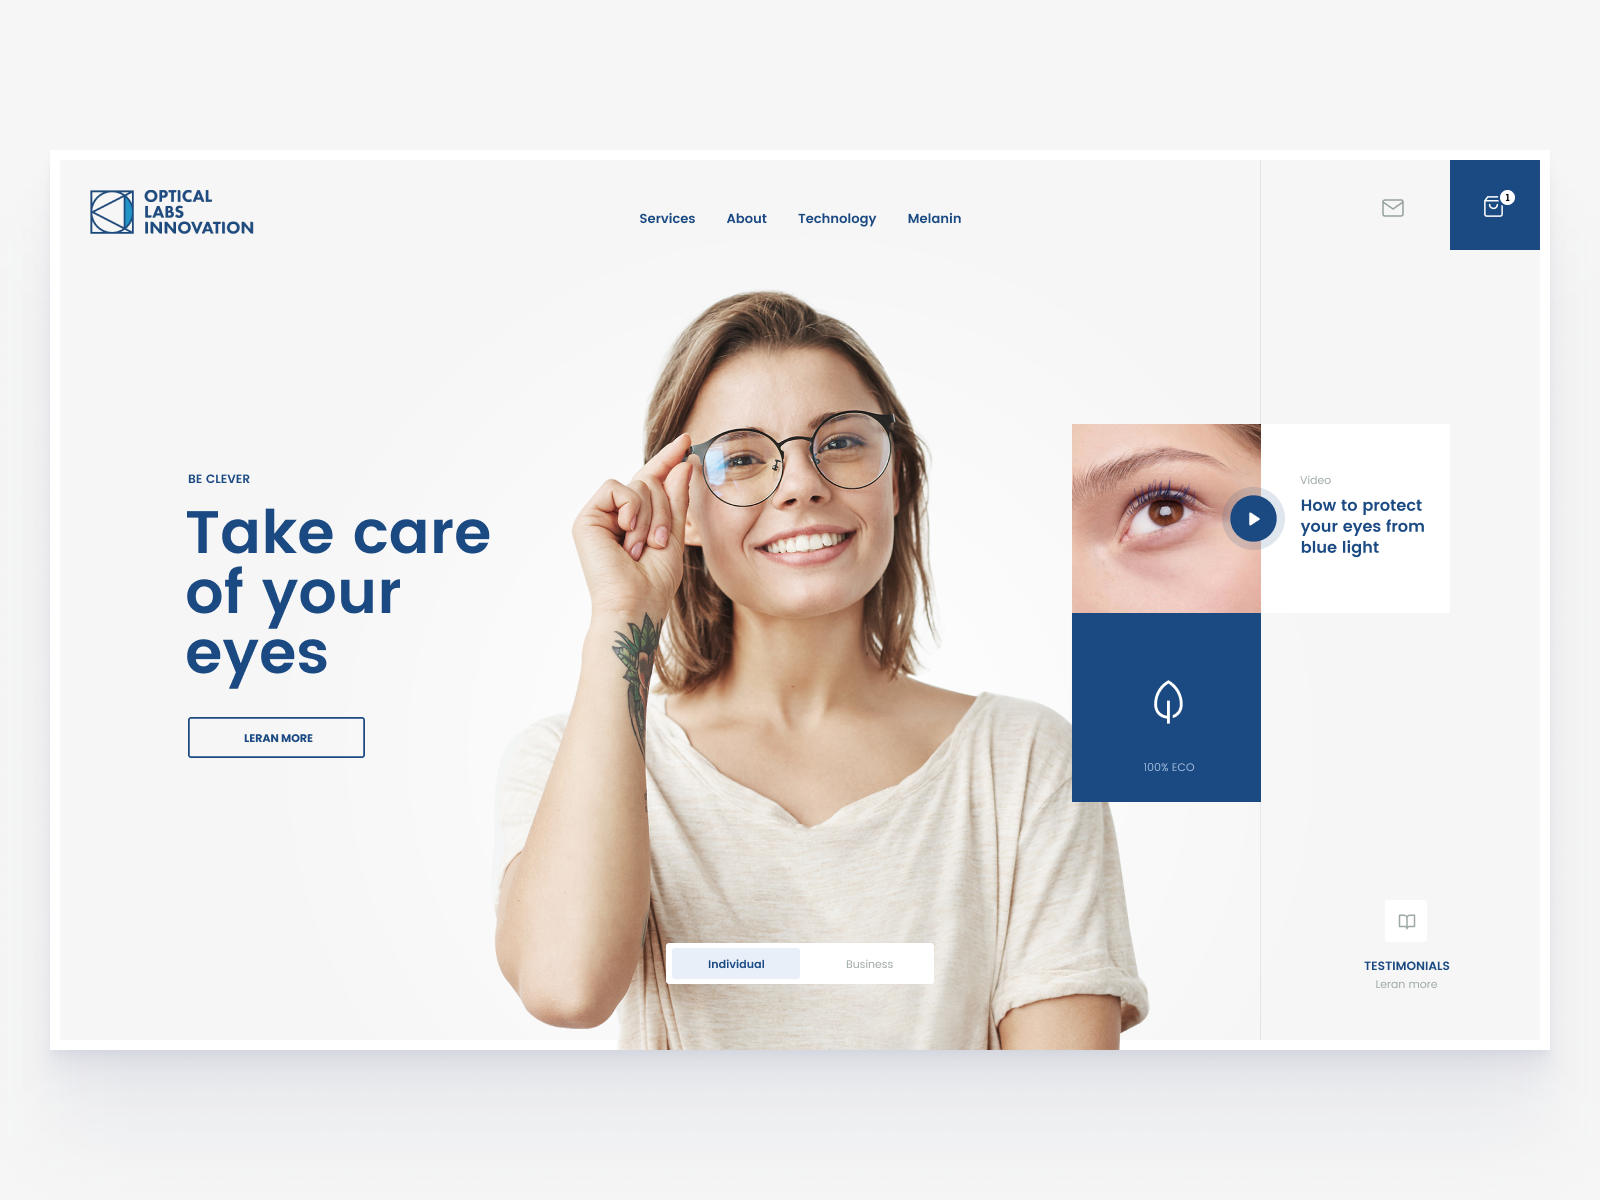 OPTICAL
LABS
INNOVATION
Services About Technology Melanin
1
BE CLEVER
Take care
of your
eyes
LERAN MORE
Video
How to protect
your eyes from
blue light
100% ECO
Individual Business
TESTIMONIALS
Leran more